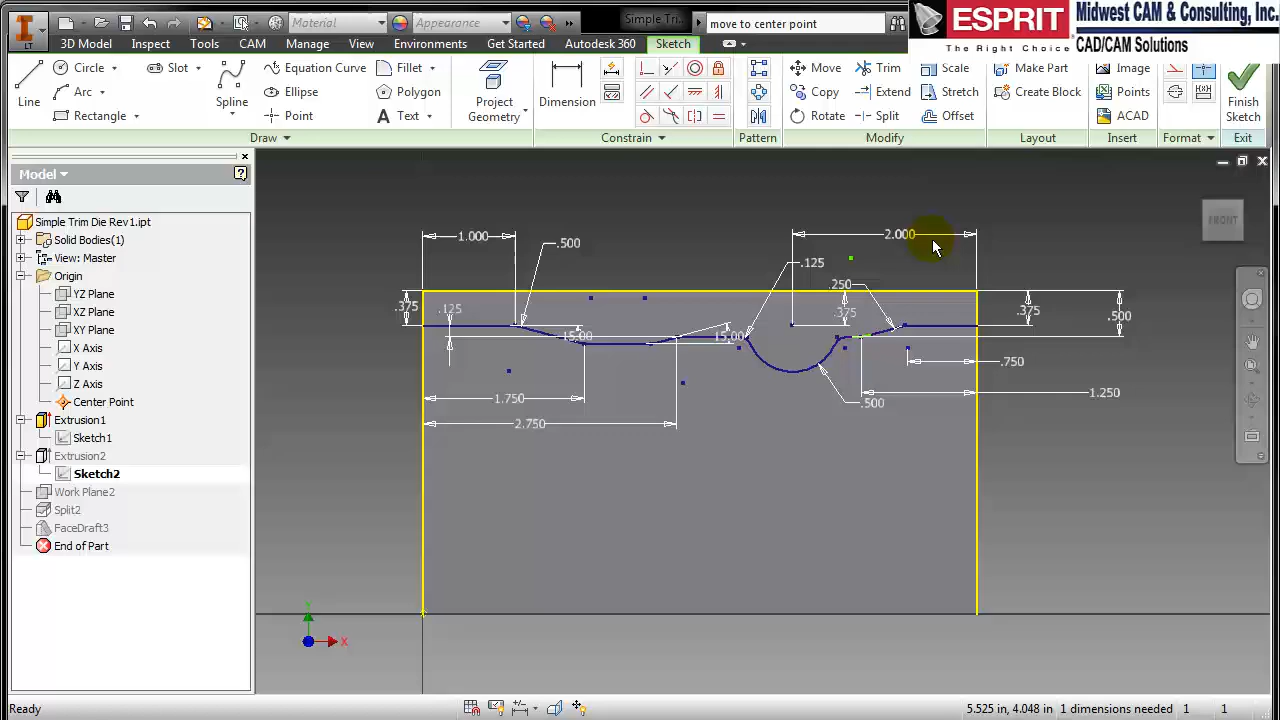 Material
Appearance
Simple Tri...
move to center point
ESPRIT
The Right Choice
Midwest CAM & Consulting, Inc.
CAD/CAM Solutions
LT
3D Model
Inspect
Tools
CAM
Manage
View
Environments
Get Started
Autodesk 360
Sketch
Line
Circle
Arc
Rectangle
Slot
Spline
Equation Curve
Ellipse
Point
Fillet
Polygon
Text
Project
Geometry
Dimension
Move
Copy
Rotate
Trim
Extend
Split
Scale
Stretch
Offset
Make Part
Create Block
Image
Points
ACAD
Finish
Sketch
Draw
Constrain
Pattern
Modify
Layout
Insert
Format
Exit
Model
Simple Trim Die Rev1.ipt
Solid Bodies(1)
View: Master
Origin
YZ Plane
XZ Plane
XY Plane
X Axis
Y Axis
Z Axis
Center Point
Extrusion1
Sketch1
Extrusion2
Sketch2
Work Plane2
Split2
FaceDraft3
End of Part
FRONT
1.000
.500
2.000
.125
.250
.375
.125
.375
.375
.500
15.00
15.00
.750
1.750
.500
1.250
2.750
Y
X
Ready
5.525 in, 4.048 in
1 dimensions needed
1
1